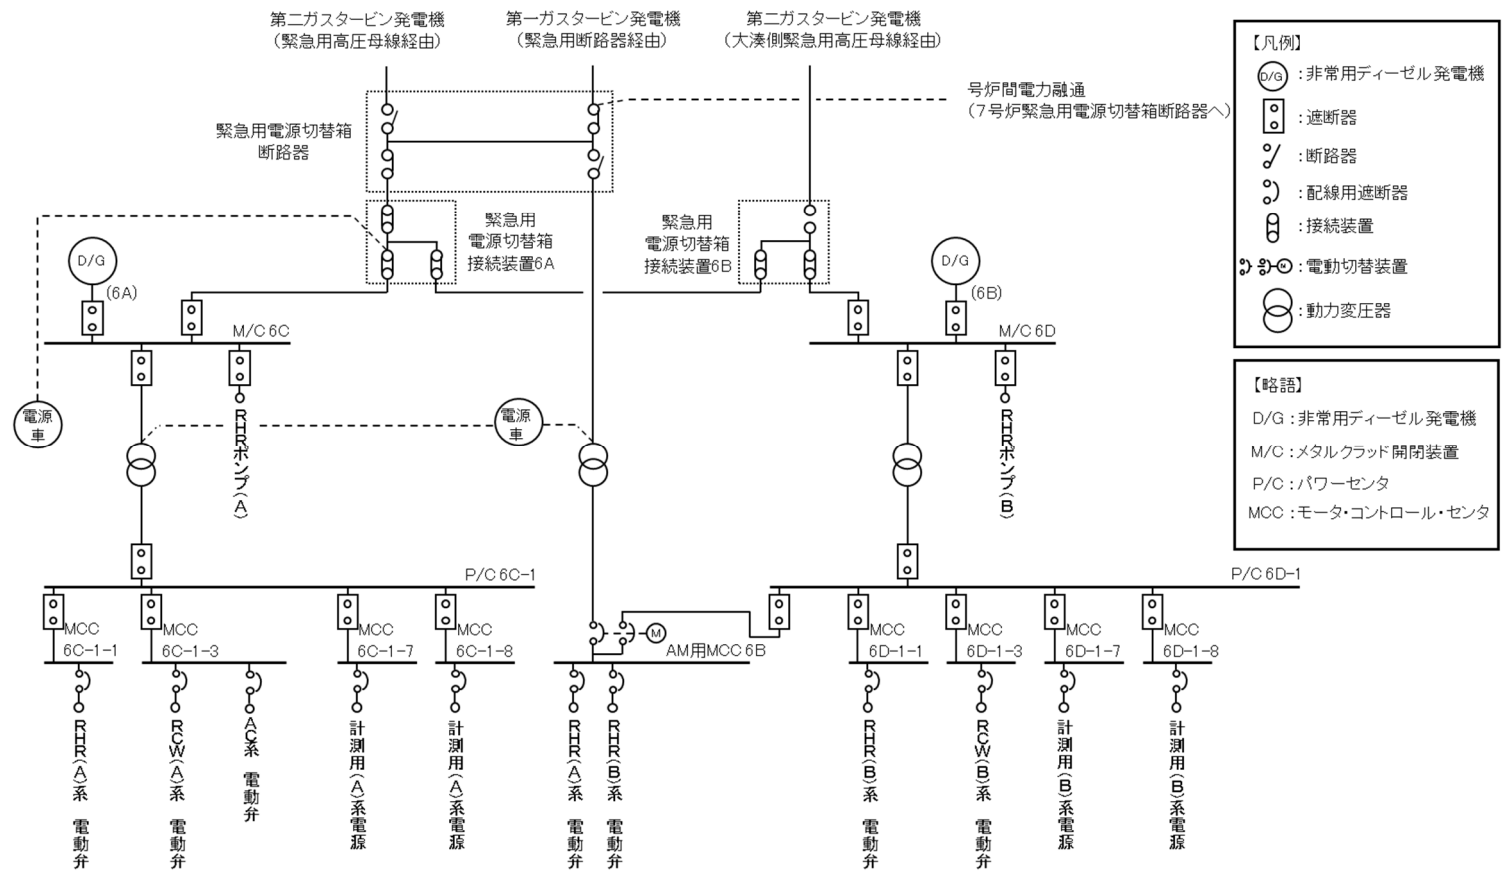 第二ガスタービン発電機
(緊急用高圧母線経由)
第一ガスタービン発電機
(緊急用断路器経由)
第二ガスタービン発電機
(大湊側緊急用高圧母線経由)
号炉間電力融通
(7号炉緊急用電源切替箱断路器へ)
緊急用電源切替箱
断路器
緊急用
電源切替箱
接続装置6A
緊急用
電源切替箱
接続装置6B
D/G
(6A)
D/G
(6B)
M/C 6C
M/C 6D
電源
車
電源
車
RHRポンプ(A)
RHRポンプ(B)
P/C 6C-1
P/C 6D-1
MCC
6C-1-1
MCC
6C-1-3
MCC
6C-1-7
MCC
6C-1-8
M
AM用MCC 6B
MCC
6D-1-1
MCC
6D-1-3
MCC
6D-1-7
MCC
6D-1-8
RHR(A)系 電動弁
RCW(A)系 電動弁
AC系 電動弁
計測用(A)系電源
計測用(A)系電源
RHR(A)系 電動弁
RHR(B)系 電動弁
RHR(B)系 電動弁
RCW(B)系 電動弁
計測用(B)系電源
計測用(B)系電源
【凡例】
D/G :非常用ディーゼル発電機
:遮断器
:断路器
:配線用遮断器
:接続装置
M :電動切替装置
:動力変圧器
【略語】
D/G :非常用ディーゼル発電機
M/C :メタルクラッド開閉装置
P/C :パワーセンタ
MCC :モータ・コントロール・センタ